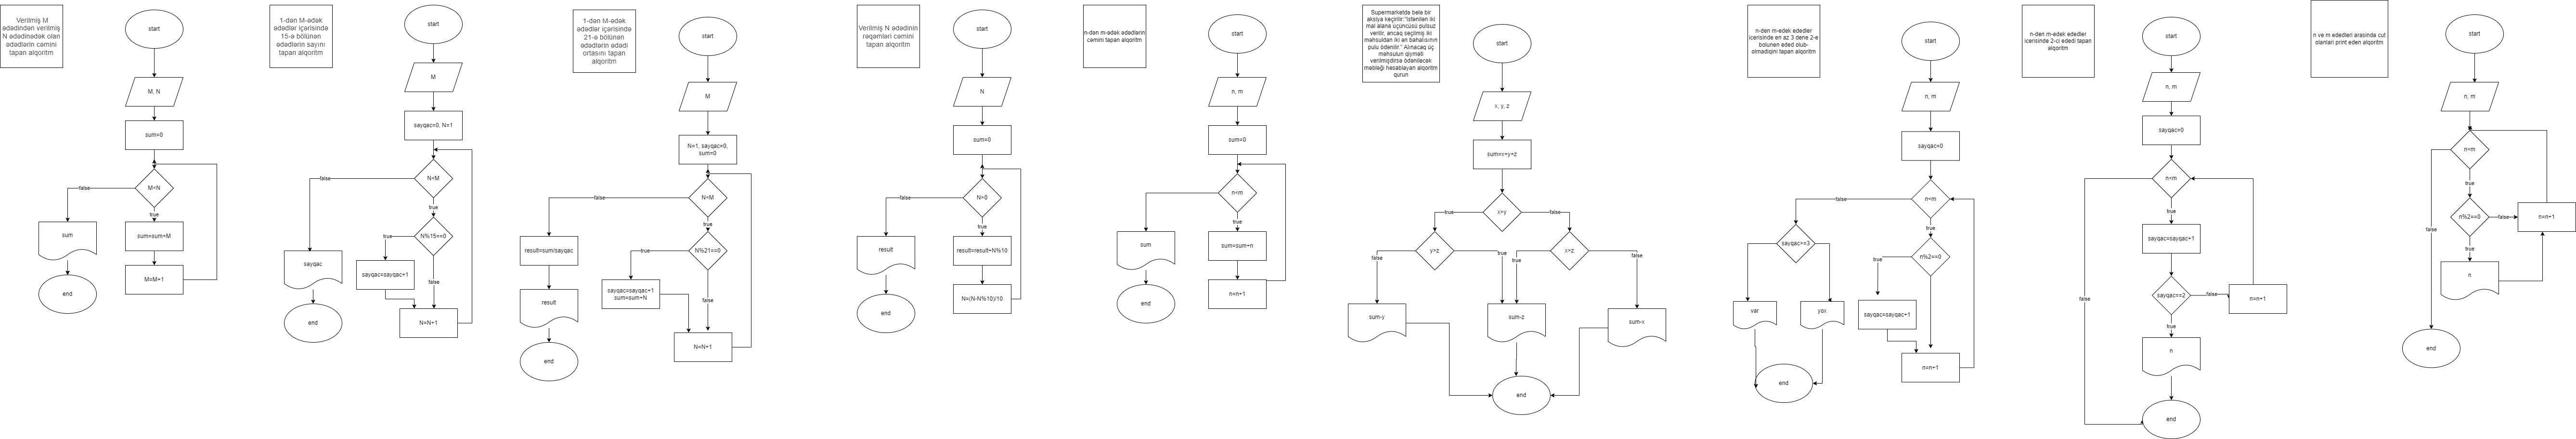 Verilmiş M
ədədindən verilmiş
N ədədinədək olan
ədədlərin cəmini
tapan alqoritm
start
M, N
sum=0
M<N
false
true
sum
sum=sum+M
M=M+1
end
1-dən M-ədək
ədədlər içərisində
15-ə bölünən
ədədlərin sayını
tapan alqoritm
start
M
sayqac=0, N=1
N<M
false
true
N%15==0
true
sayqac=sayqac+1
false
sayqac
N=N+1
end
1-dən M-ədək
ədədlər içərisində
21-ə bölünən
ədədlərin ədədi
ortasını tapan
alqoritm
start
M
N=1, sayqac=0,
sum=0
N<M
false
true
N%21==0
true
result=sum/sayqac
sayqac=sayqac+1
sum=sum+N
false
result
N=N+1
end
Verilmiş N ədədinin
rəqəmləri cəmini
tapan alqoritm
start
N
sum=0
N>0
false
true
result
result=result+N%10
N=(N-N%10)/10
end
n-dən m-ədək ədədlərin
cəmini tapan alqoritm
start
n, m
sum=0
n<m
true
sum
sum=sum+n
n=n+1
end
Supermarketdə belə bir
aksiya keçirilir: "istənilən iki
mal alana üçüncüsü pulsuz
verilir, ancaq seçilmiş iki
məhsuldan iki ən bahalısının
pulu ödənilir." Alınacaq üç
məhsulun qiyməti
verilmişdirsə ödəniləcək
məbləği hesablayan alqoritm
qurun
start
x, y, z
sum=x+y+z
x>y
true
false
y>z
x>z
false
true
true
false
sum-y
sum-z
sum-x
end
n-den m-edek ededler
icerisinde en az 3 dene 2-e
bolunen eded olub-
olmadiqini tapan alqoritm
start
n, m
sayqac=0
n<m
false
true
sayqac>=3
n%2==0
true
var
yox
sayqac=sayqac+1
n=n+1
end
n-den m-edek ededler
icerisinde 2-ci ededi tapan
alqoritm
start
n, m
sayqac=0
n<m
true
sayqac=sayqac+1
false
sayqac==2
false
n=n+1
true
n
end
n ve m ededleri arasinda cut
olanlari print eden alqoritm
start
n, m
n<m
true
n%2==0
false
n=n+1
false
true
n
end